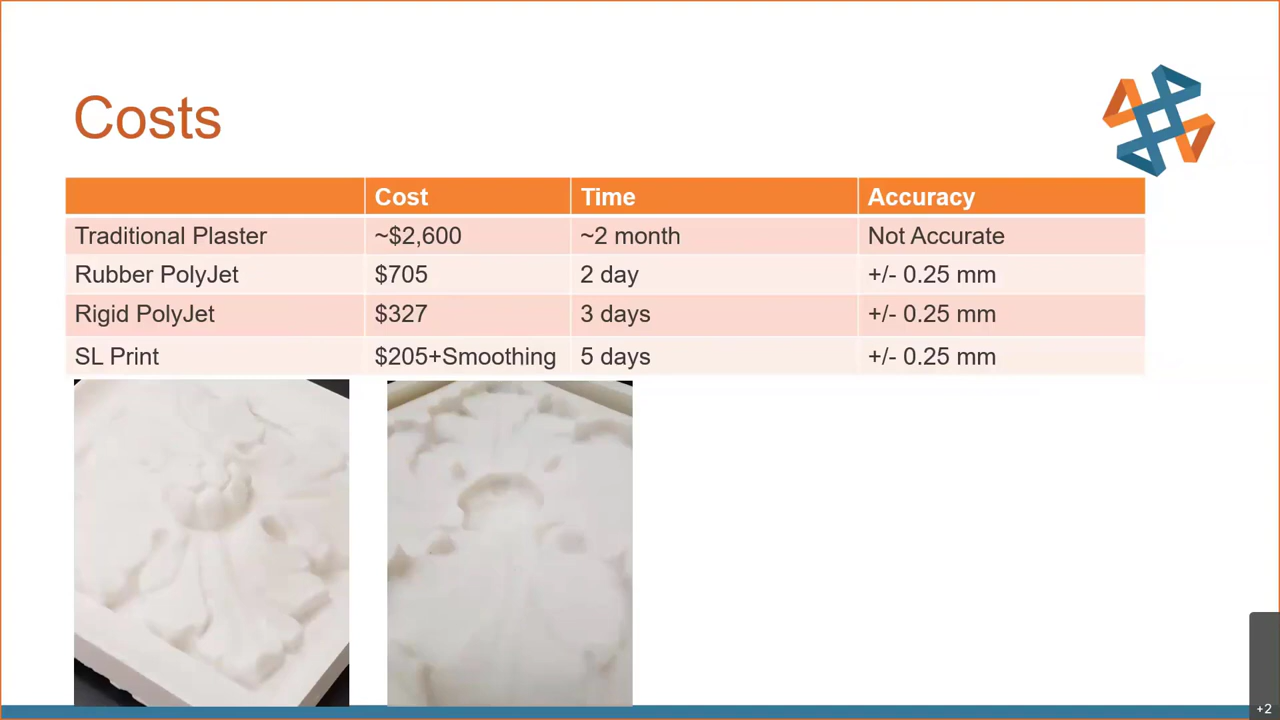 Costs
Cost Time Accuracy
Traditional Plaster ~$2,600 ~2 month Not Accurate
Rubber PolyJet $705 2 day +/- 0.25 mm
Rigid PolyJet $327 3 days +/- 0.25 mm
SL Print $205+Smoothing 5 days +/- 0.25 mm
+2